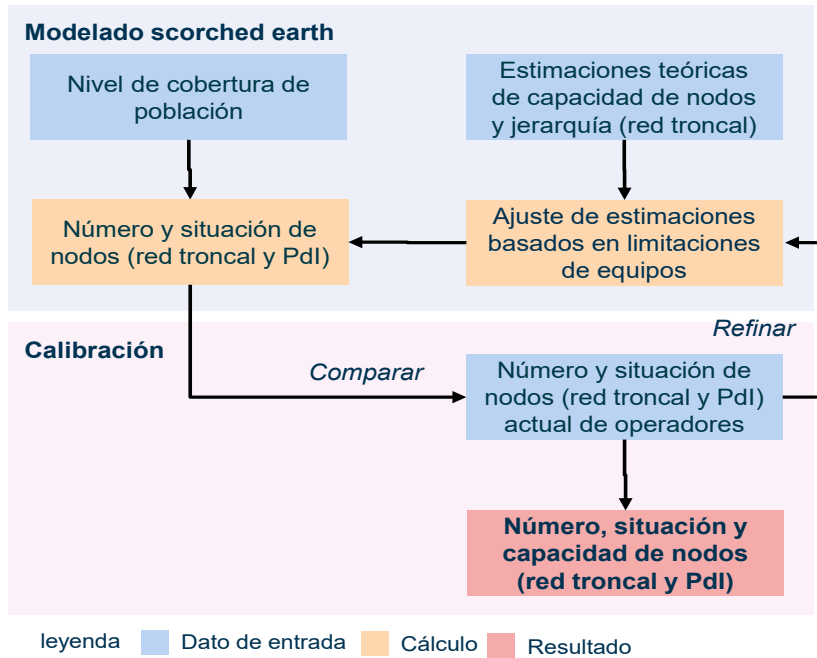 Modelado scorched earth
Nivel de cobertura de
población
Estimaciones teóricas
de capacidad de nodos
y jerarquía (red troncal)
Número y situación de
nodos (red troncal y PdI)
Ajuste de estimaciones
basados en limitaciones
de equipos
Refinar
Calibración
Comparar
Número y situación de
nodos (red troncal y PdI)
actual de operadores
Número, situación y
capacidad de nodos
(red troncal y PdI)
leyenda
Dato de entrada
Cálculo
Resultado